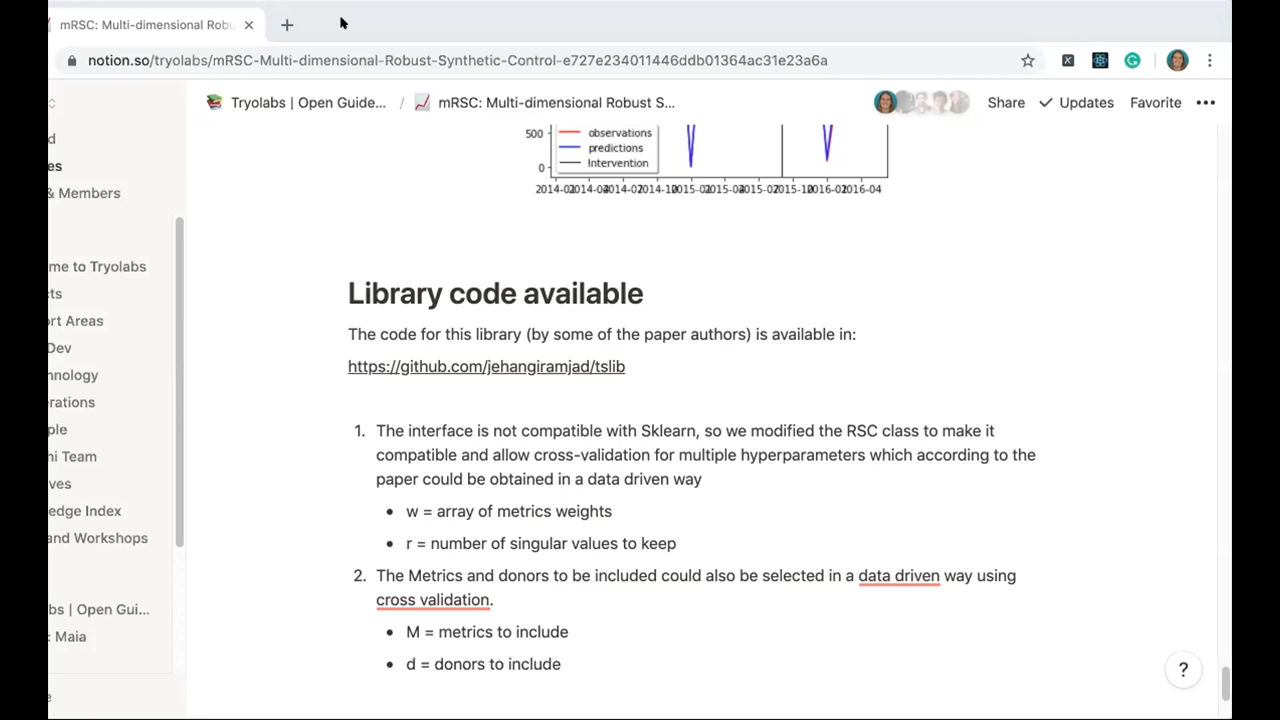 mRSC: Multi-dimensional Robu
notion.so/tryolabs/mRSC-Multi-dimensional-Robust-Synthetic-Control-e727e234011446ddb01364ac31e23a6a
Tryolabs | Open Guide... / mRSC: Multi-dimensional Robust S...
Share Updates Favorite
d
es
& Members
me to Tryolabs
cts
ort Areas
Dev
hnology
erations
ple
ni Team
ves
edge Index
and Workshops
bs | Open Gui...
: Maia
e
500
0
observations
predictions
Intervention
Library code available
The code for this library (by some of the paper authors) is available in:
https://github.com/jehangiramjad/tslib
1. The interface is not compatible with Sklearn, so we modified the RSC class to make it
compatible and allow cross-validation for multiple hyperparameters which according to the
paper could be obtained in a data driven way
• w = array of metrics weights
• r = number of singular values to keep
2. The Metrics and donors to be included could also be selected in a data driven way using
cross validation.
• M = metrics to include
• d = donors to include
?